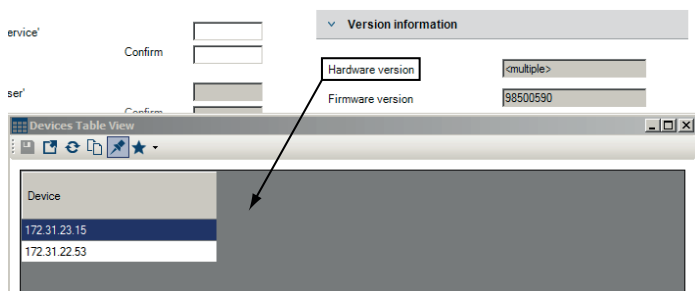 ervice'
Confirm
ser'
Confirm
Version information
Hardware version
<multiple>
Firmware version
98500590
Devices Table View
Device
172.31.23.15
172.31.22.53